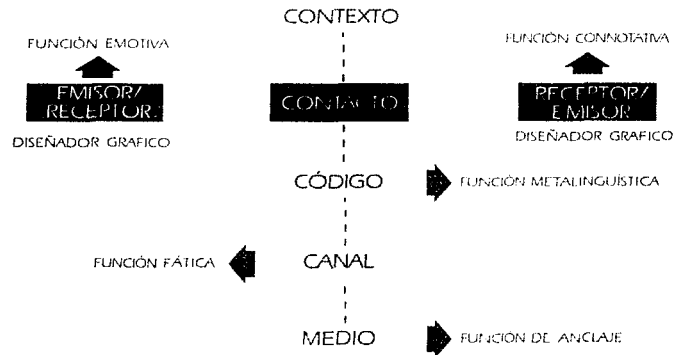 CONTEXTO
FUNCIÓN EMOTIVA
FUNCIÓN CONNOTATIVA
EMISOR/
RECEPTOR
CONTACTO
RECEPTOR/
EMISOR
DISEÑADOR GRAFICO
DISEÑADOR GRAFICO
CÓDIGO
FUNCIÓN METALINGUÍSTICA
FUNCIÓN FÁTICA
CANAL
MEDIO
FUNCIÓN DE ANCLAJE